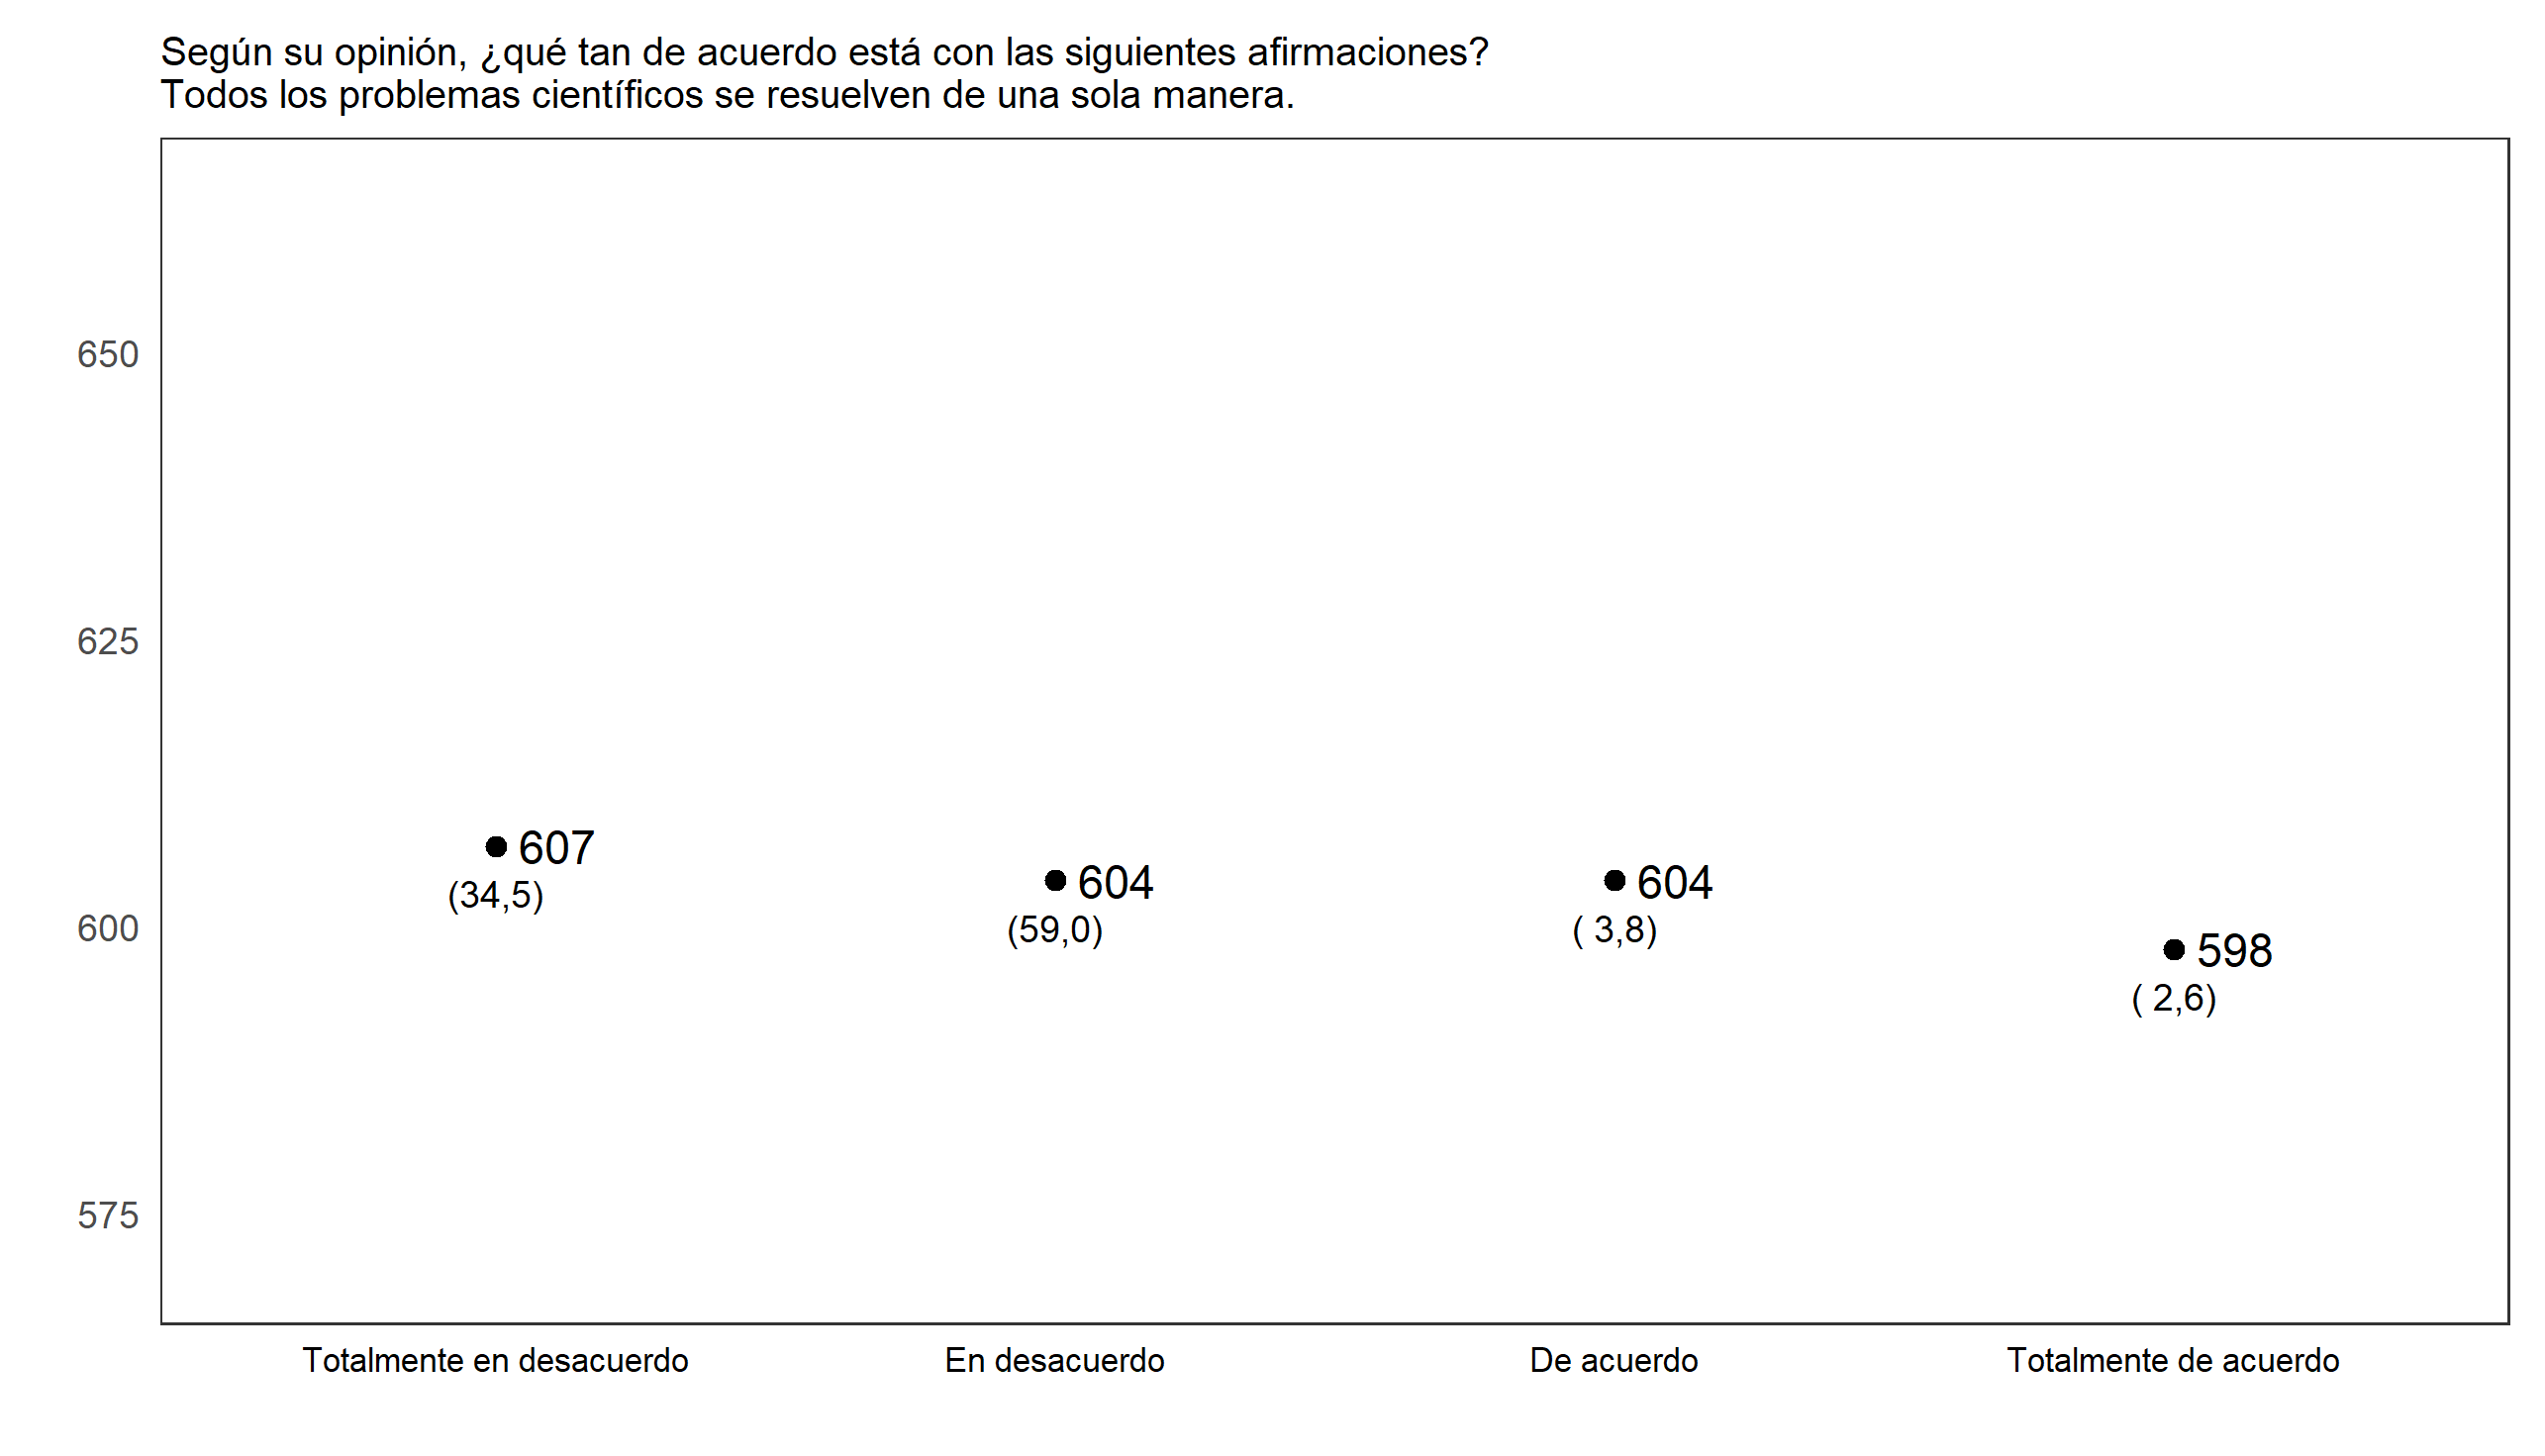 Según su opinión, ¿qué tan de acuerdo está con las siguientes afirmaciones?
Todos los problemas científicos se resuelven de una sola manera.
650
625
600
575
607
(34,5)
604
(59,0)
604
( 3,8)
598
( 2,6)
Totalmente en desacuerdo
En desacuerdo
De acuerdo
Totalmente de acuerdo